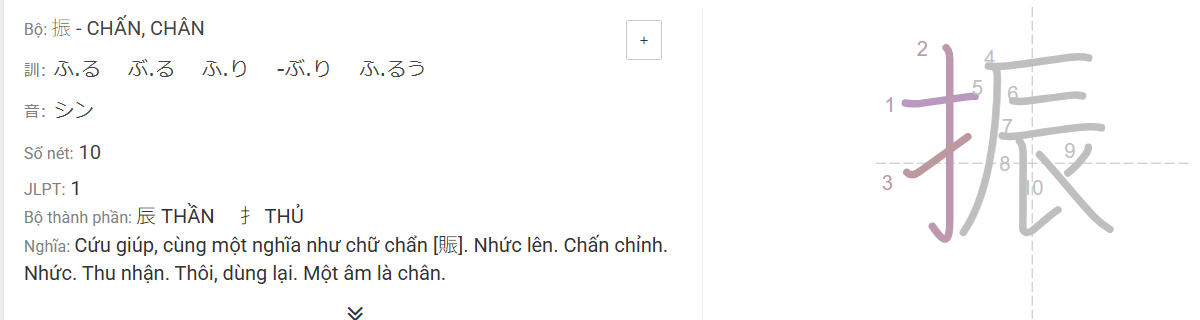 Bộ: 振 - CHẤN, CHÂN
+
訓: ふ.る ぶ.る ふ.り -ぶ.り ふ.るう
音: シン
Số nét: 10
JLPT: 1
Bộ thành phần: 辰 THẦN 扌 THỦ
Nghĩa: Cứu giúp, cùng một nghĩa như chữ chẩn [賑]. Nhức lên. Chấn chỉnh.
Nhức. Thu nhận. Thôi, dùng lại. Một âm là chân.
振
1
2
3
4
5
6
7
8
9
10